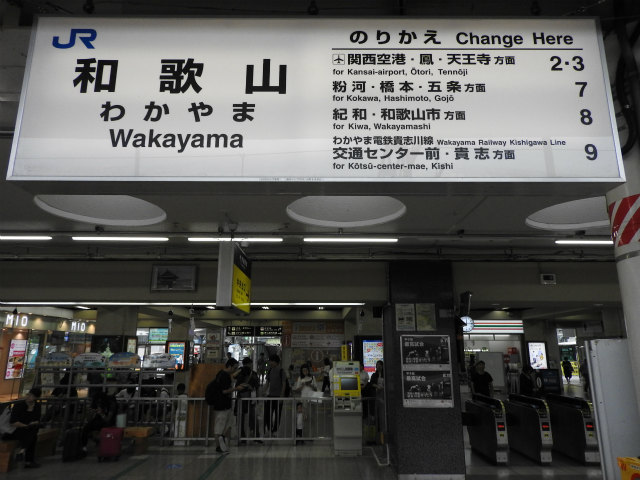 JR
和歌山
わかやま
Wakayama
のりかえ Change Here
関西空港・鳳・天王寺方面 2・3
for Kansai-airport, Ōtori, Tennōji
粉河・橋本・五条方面 7
for Kokawa, Hashimoto, Gojō
紀和・和歌山市方面 8
for Kiwa, Wakayamashi
わかやま電鉄貴志川線 Wakayama Railway Kishigawa Line
交通センター前・貴志方面 9
for Kōtsū-center-mae, Kishi
MIO
MIO